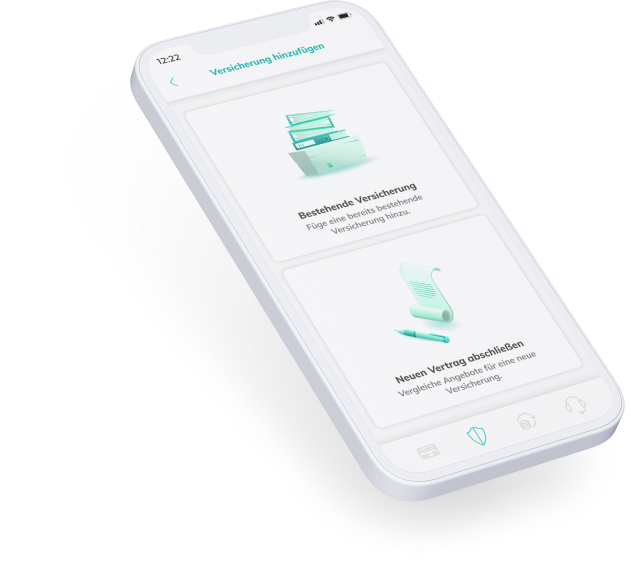 12:22
Versicherung hinzufügen
Bestehende Versicherung
Füge eine bereits bestehende
Versicherung hinzu.
Neuen Vertrag abschließen
Vergleiche Angebote für eine neue
Versicherung.